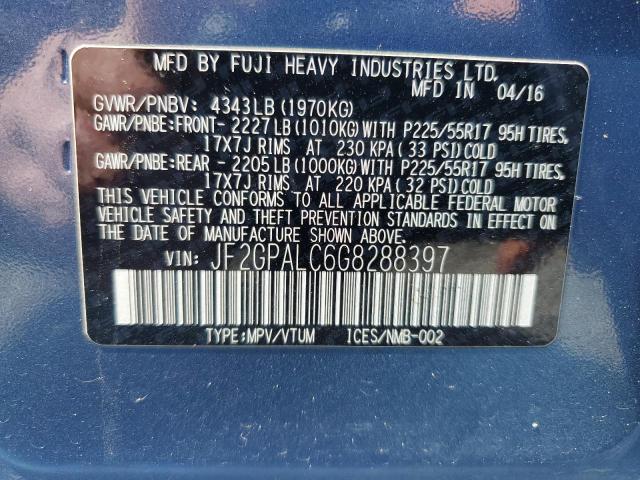 MFD BY FUJI HEAVY INDUSTRIES LTD.
MFD IN 04/16
GVWR/PNBV: 4343LB(1970KG)
GAWR/PNBE:FRONT-2227LB(1010KG)WITH P225/55R17 95H TIRES,
17X7J RIMS AT 230 KPA(33 PSI)COLD
GAWR/PNBE:REAR -2205LB(1000KG)WITH P225/55R17 95H TIRES,
17X7J RIMS AT 220 KPA(32 PSI)COLD
THIS VEHICLE CONFORMS TO ALL APPLICABLE FEDERAL MOTOR
VEHICLE SAFETY AND THEFT PREVENTION STANDARDS IN EFFECT ON
THE DATE OF MANUFACTURE SHOWN ABOVE.
VIN: JF2GPALC6G8288397
TYPE:MPV/VTUM ICES/NMB-002